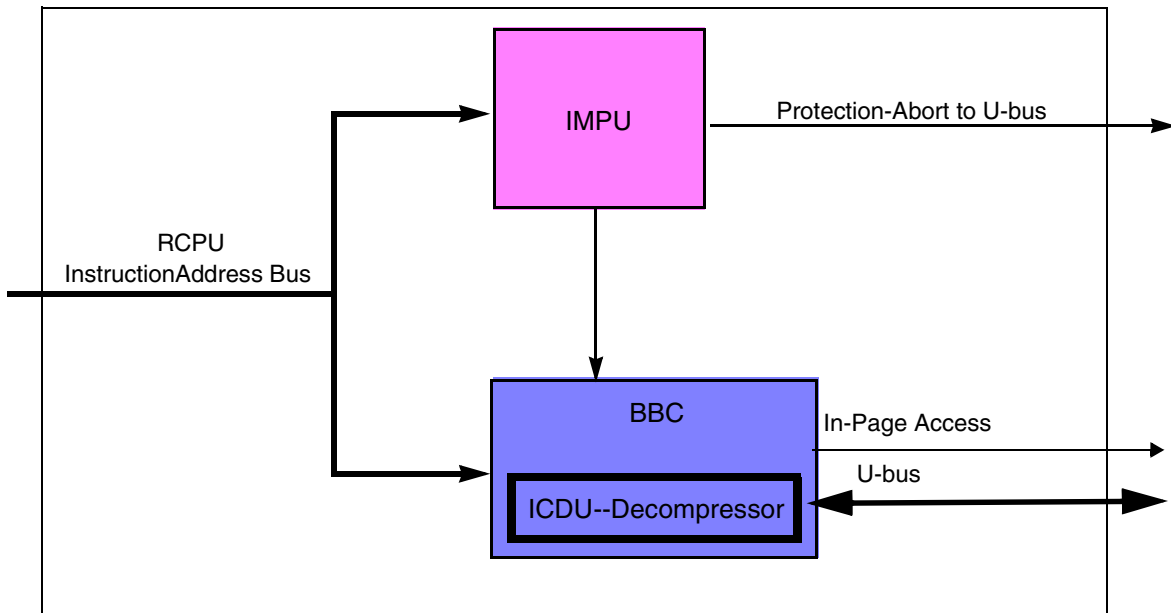 IMPU
Protection-Abort to U-bus
RCPU
InstructionAddress Bus
BBC
In-Page Access
U-bus
ICDU--Decompressor